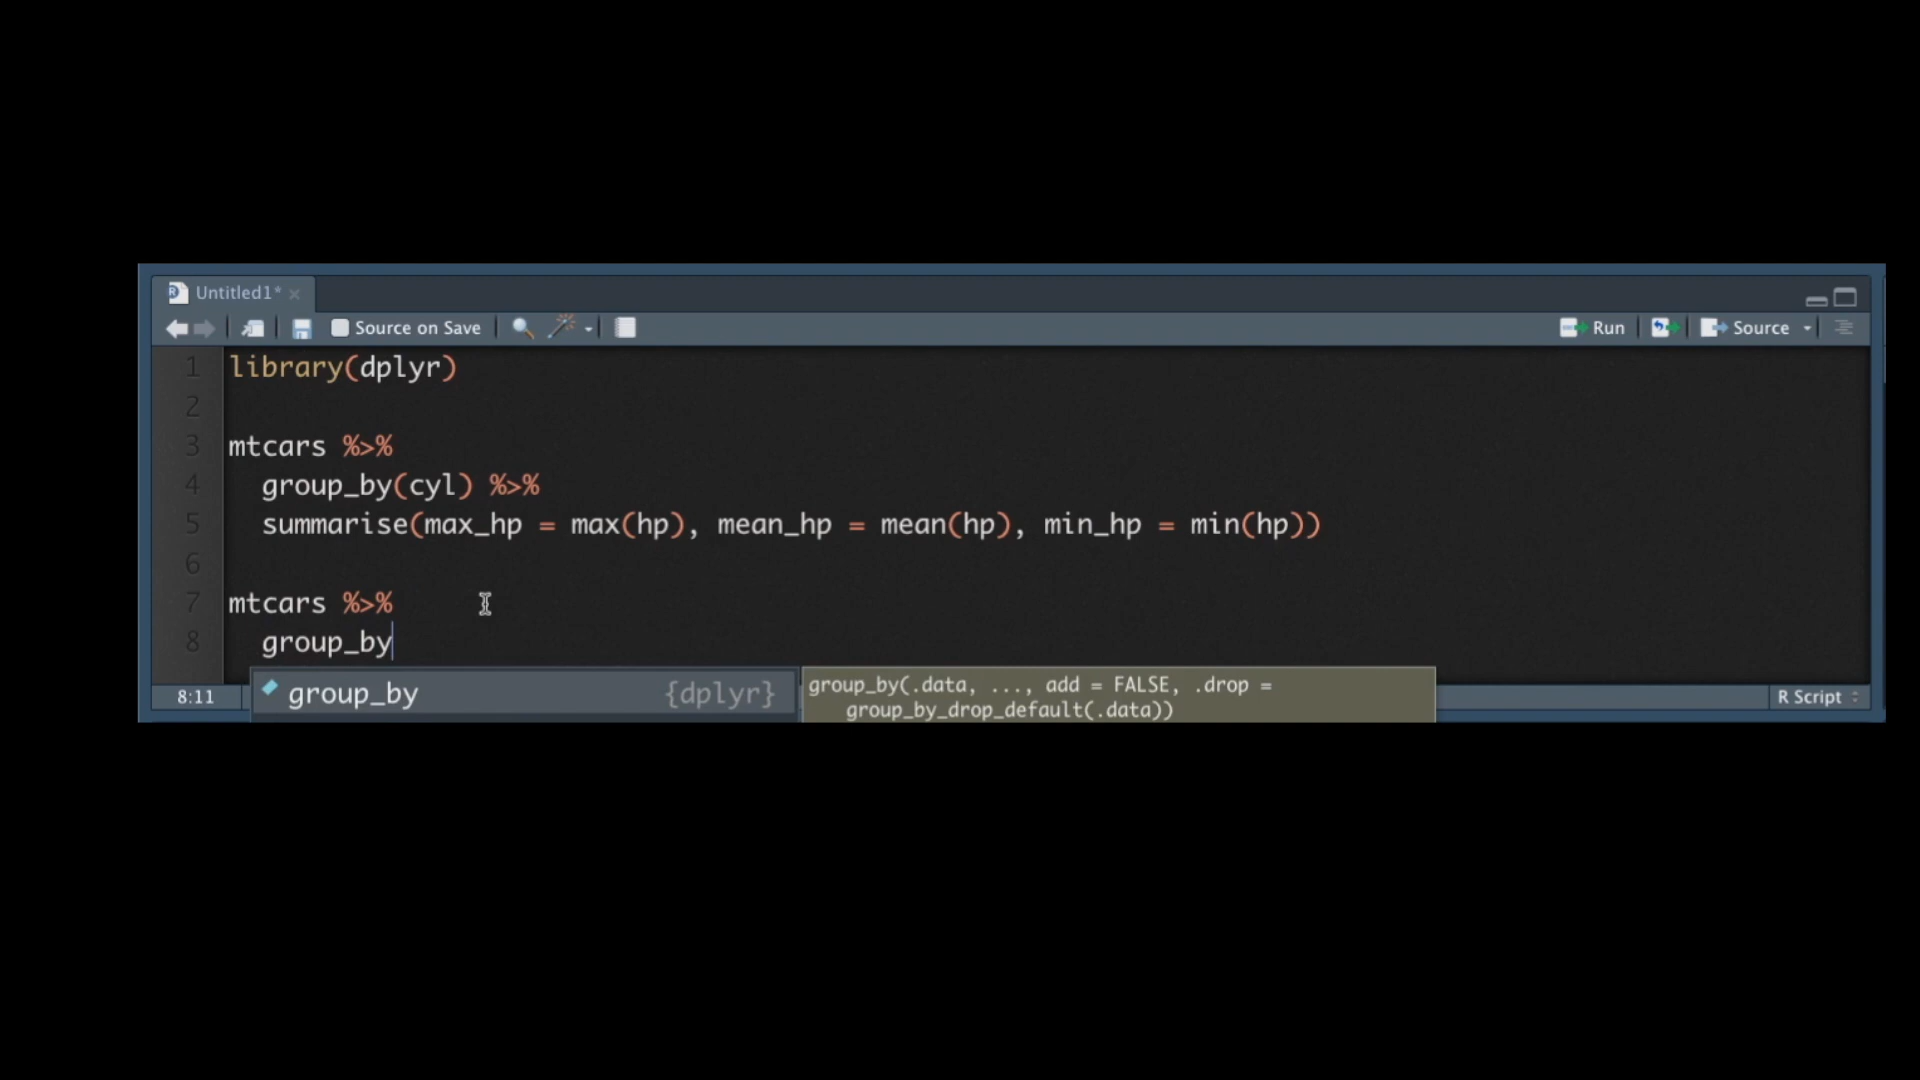 Untitled1*
Source on Save
Run
Source
1 library(dplyr)
2
3 mtcars %>%
4   group_by(cyl) %>%
5   summarise(max_hp = max(hp), mean_hp = mean(hp), min_hp = min(hp))
6
7 mtcars %>%
8   group_by
group_by {dplyr}
group_by(.data, ..., add = FALSE, .drop =
group_by_drop_default(.data))
8:11
R Script